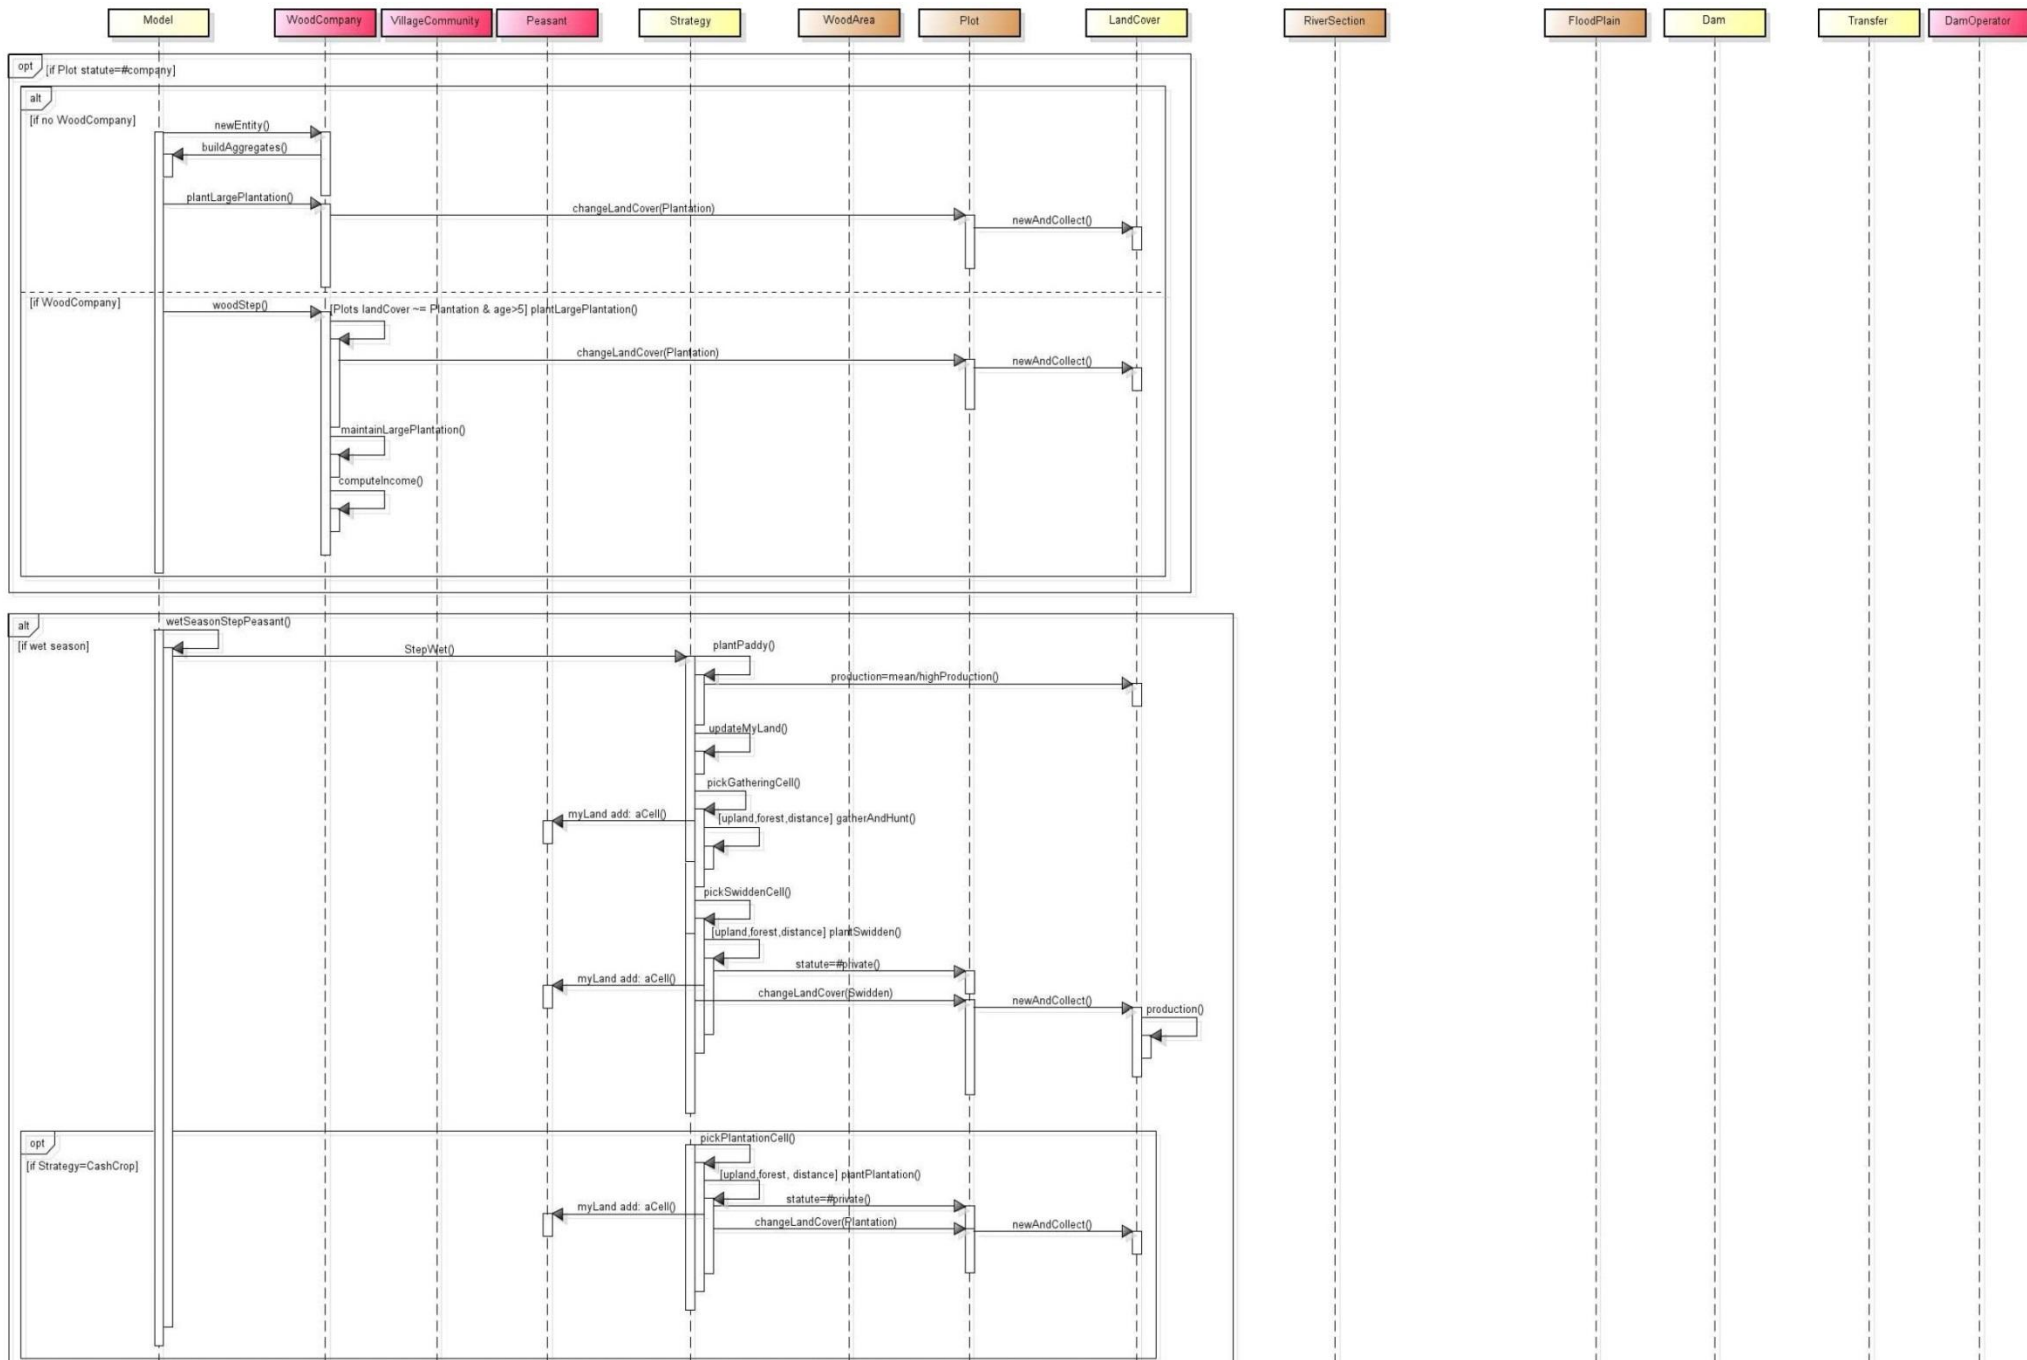 Model
WoodCompany
VillageCommunity
Peasant
Strategy
WoodArea
Plot
LandCover
RiverSection
FloodPlain
Dam
Transfer
DamOperator
opt
[if Plot statute=#company]
alt
[if no WoodCompany]
newEntity()
buildAggregates()
plantLargePlantation()
changeLandCover(Plantation)
newAndCollect()
[if WoodCompany]
woodStep()
[Plots landCover ~= Plantation & age>5] plantLargePlantation()
changeLandCover(Plantation)
newAndCollect()
maintainLargePlantation()
computeIncome()
alt
[if wet season]
wetSeasonStepPeasant()
StepWet()
plantPaddy()
production=mean/highProduction()
updateMyLand()
pickGatheringCell()
myLand add: aCell()
[upland,forest,distance] gatherAndHunt()
pickSwiddenCell()
[upland,forest,distance] plantSwidden()
statute=#private()
myLand add: aCell()
changeLandCover(Swidden)
newAndCollect()
production()
opt
[if Strategy=CashCrop]
pickPlantationCell()
[upland,forest, distance] plantPlantation()
statute=#private()
myLand add: aCell()
changeLandCover(Plantation)
newAndCollect()